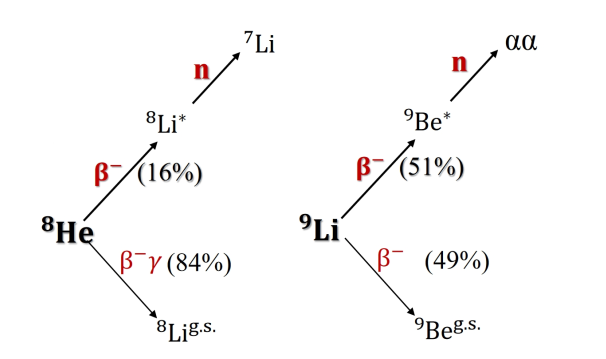 ⁷Li
n
⁸Li*
β⁻ (16%)
⁸He
β⁻γ (84%)
⁸Li^g.s.
αα
n
⁹Be*
β⁻ (51%)
⁹Li
β⁻ (49%)
⁹Be^g.s.